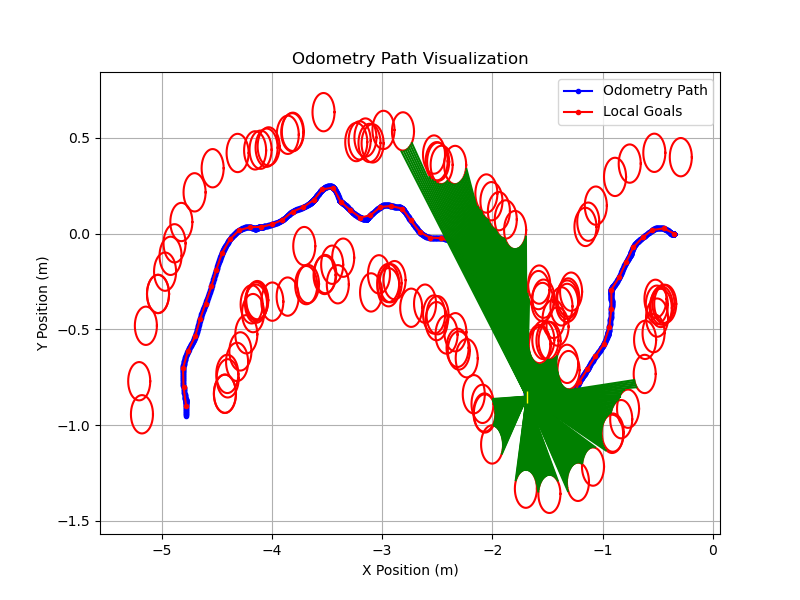 Odometry Path Visualization
Odometry Path
Local Goals
Y Position (m)
0.5
0.0
−0.5
−1.0
−1.5
−5
−4
−3
−2
−1
0
X Position (m)